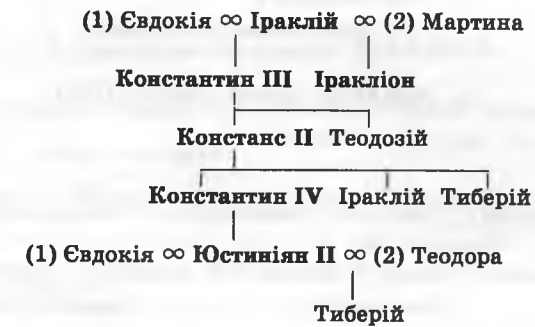 (1) Євдокія ∞ Іраклій ∞ (2) Мартина
Константин III Іракліон
Констанс II Теодозій
Константин IV Іраклій Тиберій
(1) Євдокія ∞ Юстиніян II ∞ (2) Теодора
Тиберій